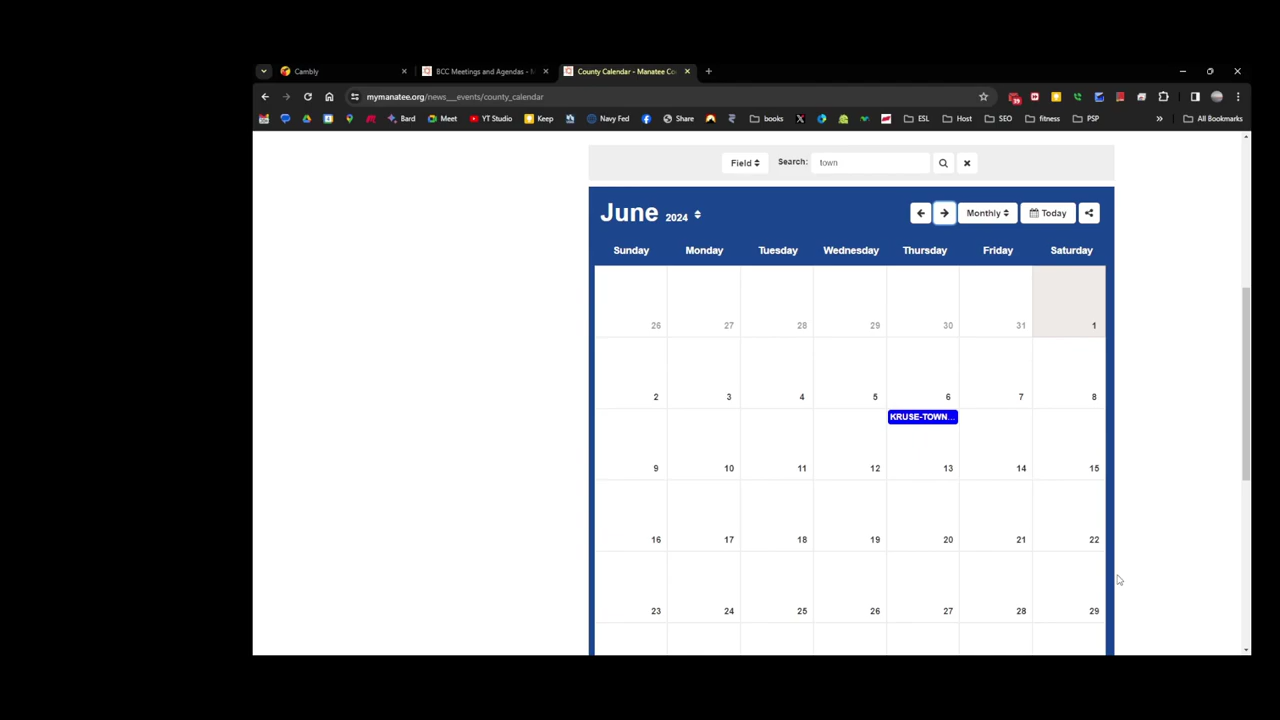 Cambly
BCC Meetings and Agendas - M
County Calendar - Manatee Co
mymanatee.org/news___events/county_calendar
39
Bard
Meet
YT Studio
Keep
Navy Fed
Share
books
ESL
Host
SEO
fitness
PSP
All Bookmarks
Field
Search:
town
June 2024
Monthly
Today
Sunday Monday Tuesday Wednesday Thursday Friday Saturday
26 27 28 29 30 31 1
2 3 4 5 6 7 8
KRUSE-TOWN...
9 10 11 12 13 14 15
16 17 18 19 20 21 22
23 24 25 26 27 28 29